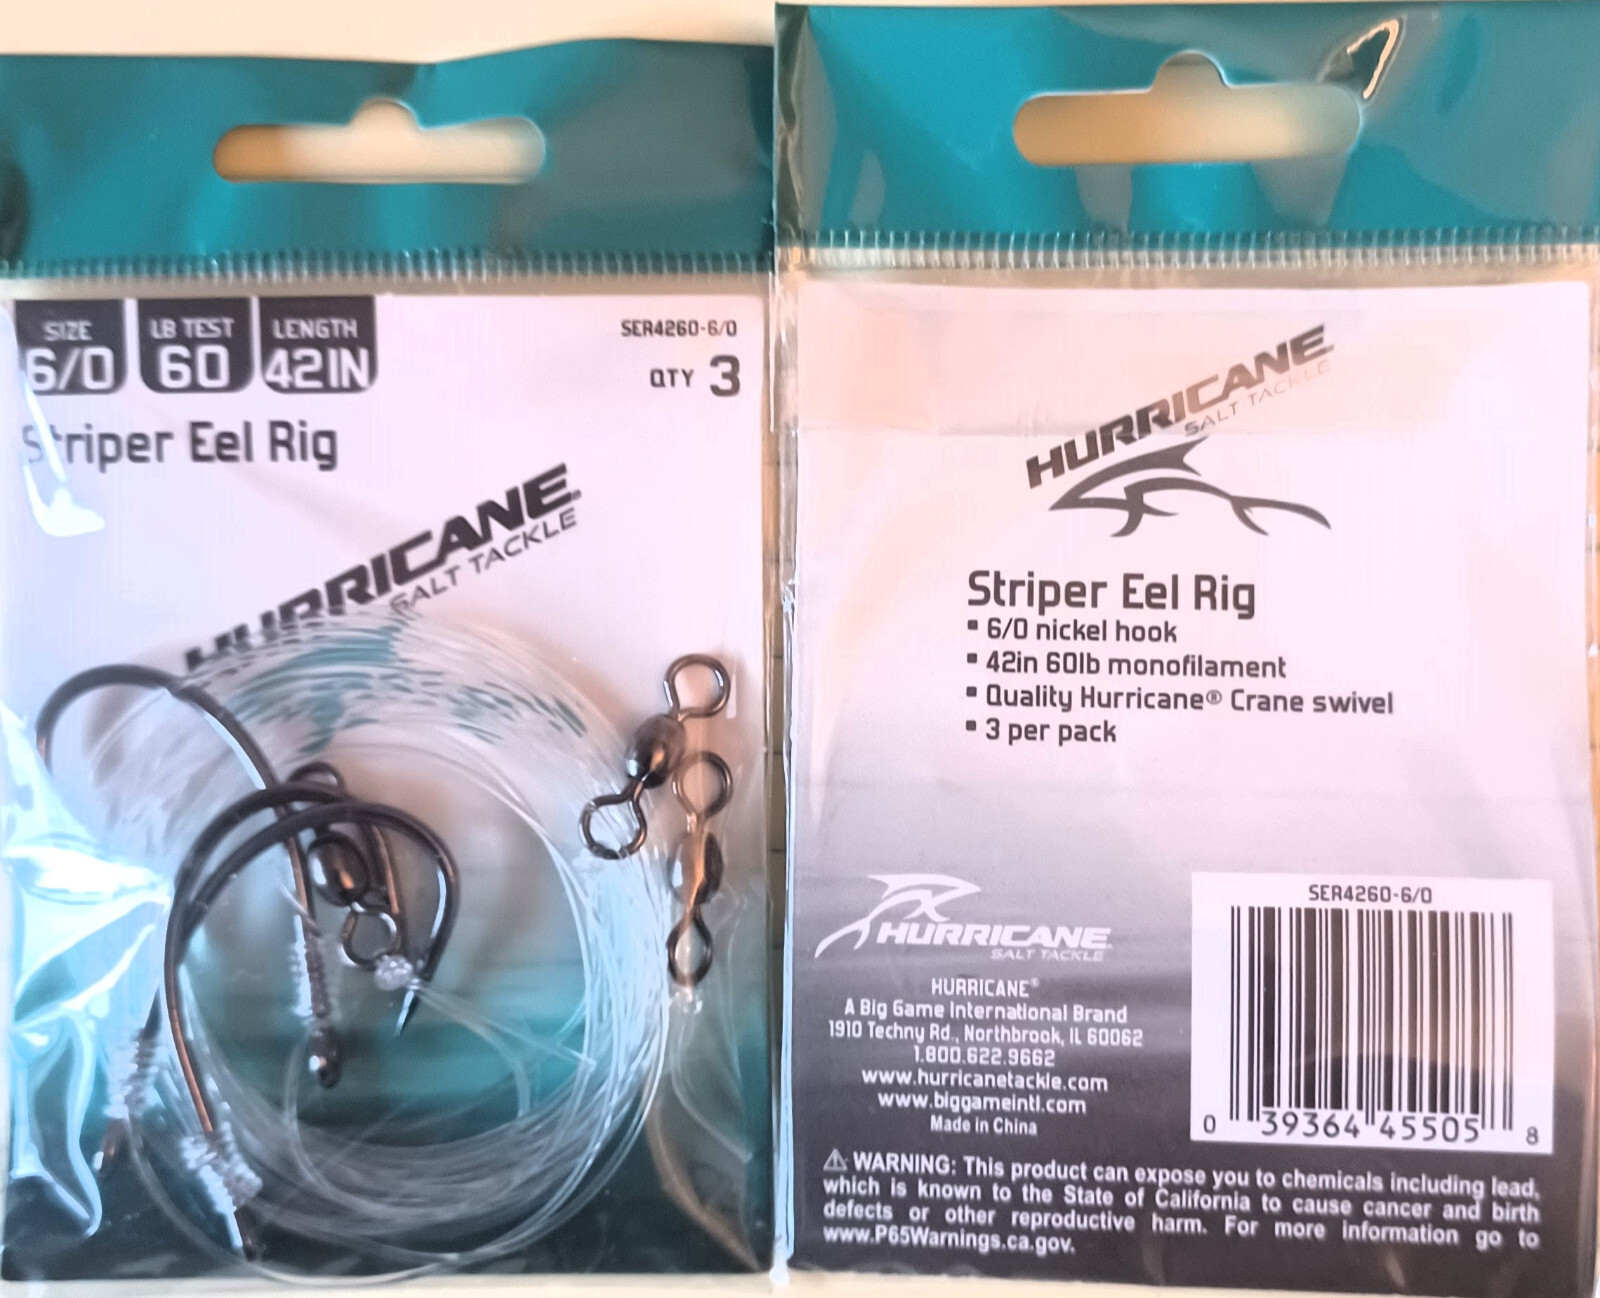 SIZE
6/0
LB TEST
60
LENGTH
42IN
SER4260-6/0
QTY 3
Striper Eel Rig
HURRICANE
SALT TACKLE
HURRICANE
SALT TACKLE
Striper Eel Rig
▪ 6/0 nickel hook
▪ 42in 60lb monofilament
▪ Quality Hurricane® Crane swivel
▪ 3 per pack
HURRICANE
SALT TACKLE
HURRICANE®
A Big Game International Brand
1910 Techny Rd., Northbrook, IL 60062
1.800.622.9662
www.hurricanetackle.com
www.biggameintl.com
Made in China
SER4260-6/0
0 39364 45505 8
⚠ WARNING: This product can expose you to chemicals including lead,
which is known to the State of California to cause cancer and birth
defects or other reproductive harm. For more information go to
www.P65Warnings.ca.gov.